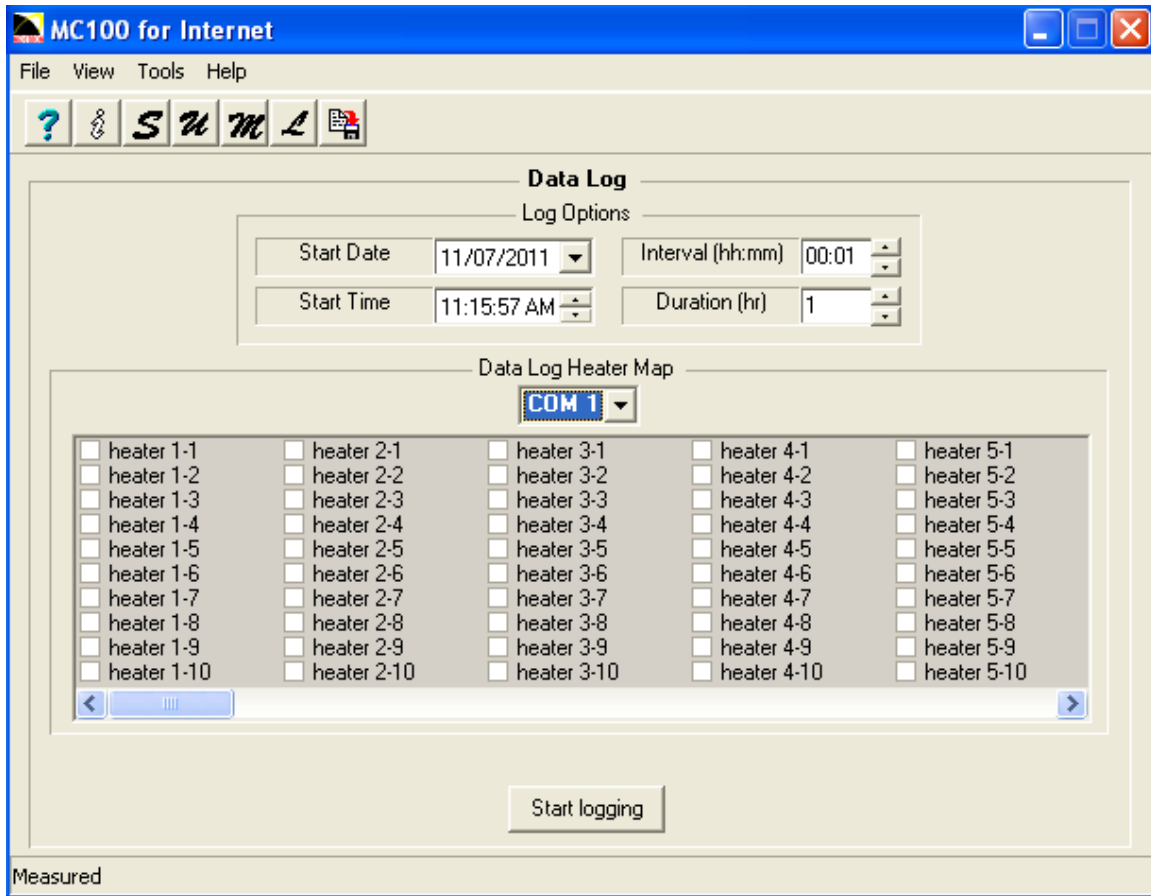 MC100 for Internet
File View Tools Help
? i S U M L
Data Log
Log Options
Start Date 11/07/2011 Interval (hh:mm) 00:01
Start Time 11:15:57 AM Duration (hr) 1
Data Log Heater Map
COM 1
heater 1-1 heater 2-1 heater 3-1 heater 4-1 heater 5-1
heater 1-2 heater 2-2 heater 3-2 heater 4-2 heater 5-2
heater 1-3 heater 2-3 heater 3-3 heater 4-3 heater 5-3
heater 1-4 heater 2-4 heater 3-4 heater 4-4 heater 5-4
heater 1-5 heater 2-5 heater 3-5 heater 4-5 heater 5-5
heater 1-6 heater 2-6 heater 3-6 heater 4-6 heater 5-6
heater 1-7 heater 2-7 heater 3-7 heater 4-7 heater 5-7
heater 1-8 heater 2-8 heater 3-8 heater 4-8 heater 5-8
heater 1-9 heater 2-9 heater 3-9 heater 4-9 heater 5-9
heater 1-10 heater 2-10 heater 3-10 heater 4-10 heater 5-10
Start logging
Measured